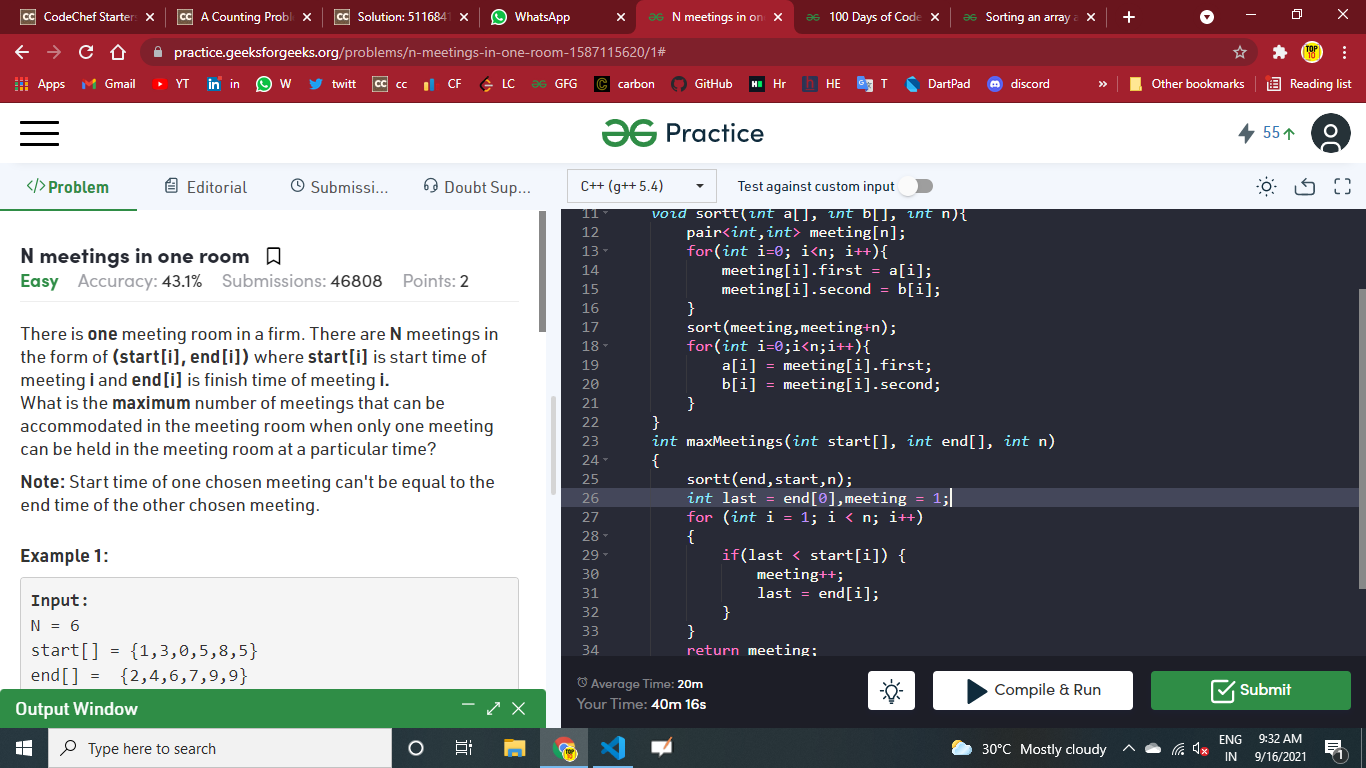 CodeChef Starter
A Counting Probl
Solution: 511684
WhatsApp
N meetings in on
100 Days of Code
Sorting an array a
practice.geeksforgeeks.org/problems/n-meetings-in-one-room-1587115620/1#
TOP 10
Apps
Gmail
YT
in
W
twitt
cc
CF
LC
GFG
carbon
GitHub
Hr
HE
T
DartPad
discord
»
Other bookmarks
Reading list
Practice
55
Problem
Editorial
Submissi...
Doubt Sup...
C++ (g++ 5.4)
Test against custom input
N meetings in one room
Easy Accuracy: 43.1% Submissions: 46808 Points: 2
There is one meeting room in a firm. There are N meetings in
the form of (start[i], end[i]) where start[i] is start time of
meeting i and end[i] is finish time of meeting i.
What is the maximum number of meetings that can be
accommodated in the meeting room when only one meeting
can be held in the meeting room at a particular time?
Note: Start time of one chosen meeting can't be equal to the
end time of the other chosen meeting.
Example 1:
Input:
N = 6
start[] = {1,3,0,5,8,5}
end[] =  {2,4,6,7,9,9}
Output Window
11 void sortt(int a[], int b[], int n){
12 pair<int,int> meeting[n];
13 for(int i=0; i<n; i++){
14 meeting[i].first = a[i];
15 meeting[i].second = b[i];
16 }
17 sort(meeting,meeting+n);
18 for(int i=0;i<n;i++){
19 a[i] = meeting[i].first;
20 b[i] = meeting[i].second;
21 }
22 }
23 int maxMeetings(int start[], int end[], int n)
24 {
25 sortt(end,start,n);
26 int last = end[0],meeting = 1;
27 for (int i = 1; i < n; i++)
28 {
29 if(last < start[i]) {
30 meeting++;
31 last = end[i];
32 }
33 }
34 return meeting;
Average Time: 20m
Your Time: 40m 16s
Compile & Run
Submit
Type here to search
30°C Mostly cloudy
ENG
IN
9:32 AM
9/16/2021
1